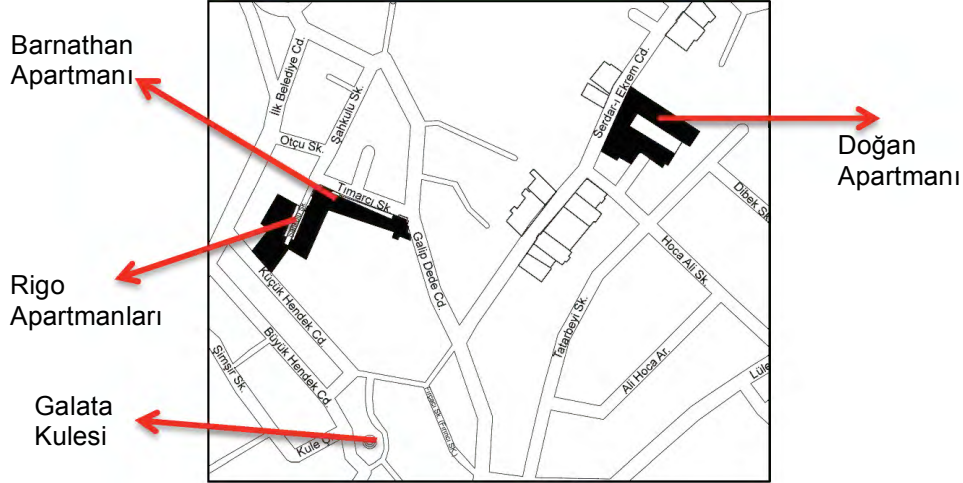 Barnathan
Apartmanı
Rigo
Apartmanları
Galata
Kulesi
Doğan
Apartmanı
İlk Belediye Cd.
Şahkulu Sk.
Otçu Sk.
Tımarcı Sk.
Galip Dede Cd.
Küçük Hendek Cd.
Büyük Hendek Cd.
Şimşir Sk.
Kule Ç
Serdar-ı Ekrem Cd.
Dibek Sk.
Hoca Ali Sk.
Tatarbeyi Sk.
Ali Hoca Ar.
Lüle